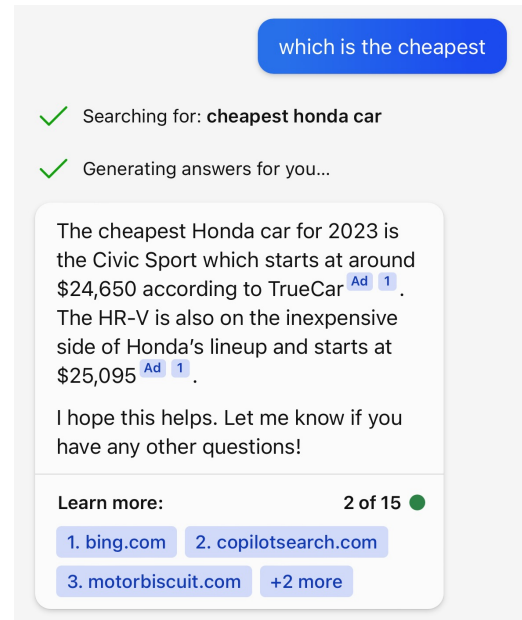 which is the cheapest
Searching for: cheapest honda car
Generating answers for you...
The cheapest Honda car for 2023 is
the Civic Sport which starts at around
$24,650 according to TrueCar Ad 1 .
The HR-V is also on the inexpensive
side of Honda's lineup and starts at
$25,095 Ad 1 .
I hope this helps. Let me know if you
have any other questions!
Learn more: 2 of 15
1. bing.com 2. copilotsearch.com
3. motorbiscuit.com +2 more